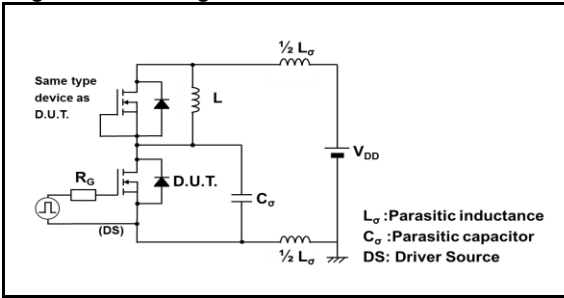 ½ Lσ
Same type
device as
D.U.T.
L
VDD
RG
D.U.T.
Cσ
(DS)
½ Lσ
Lσ :Parasitic inductance
Cσ :Parasitic capacitor
DS: Driver Source